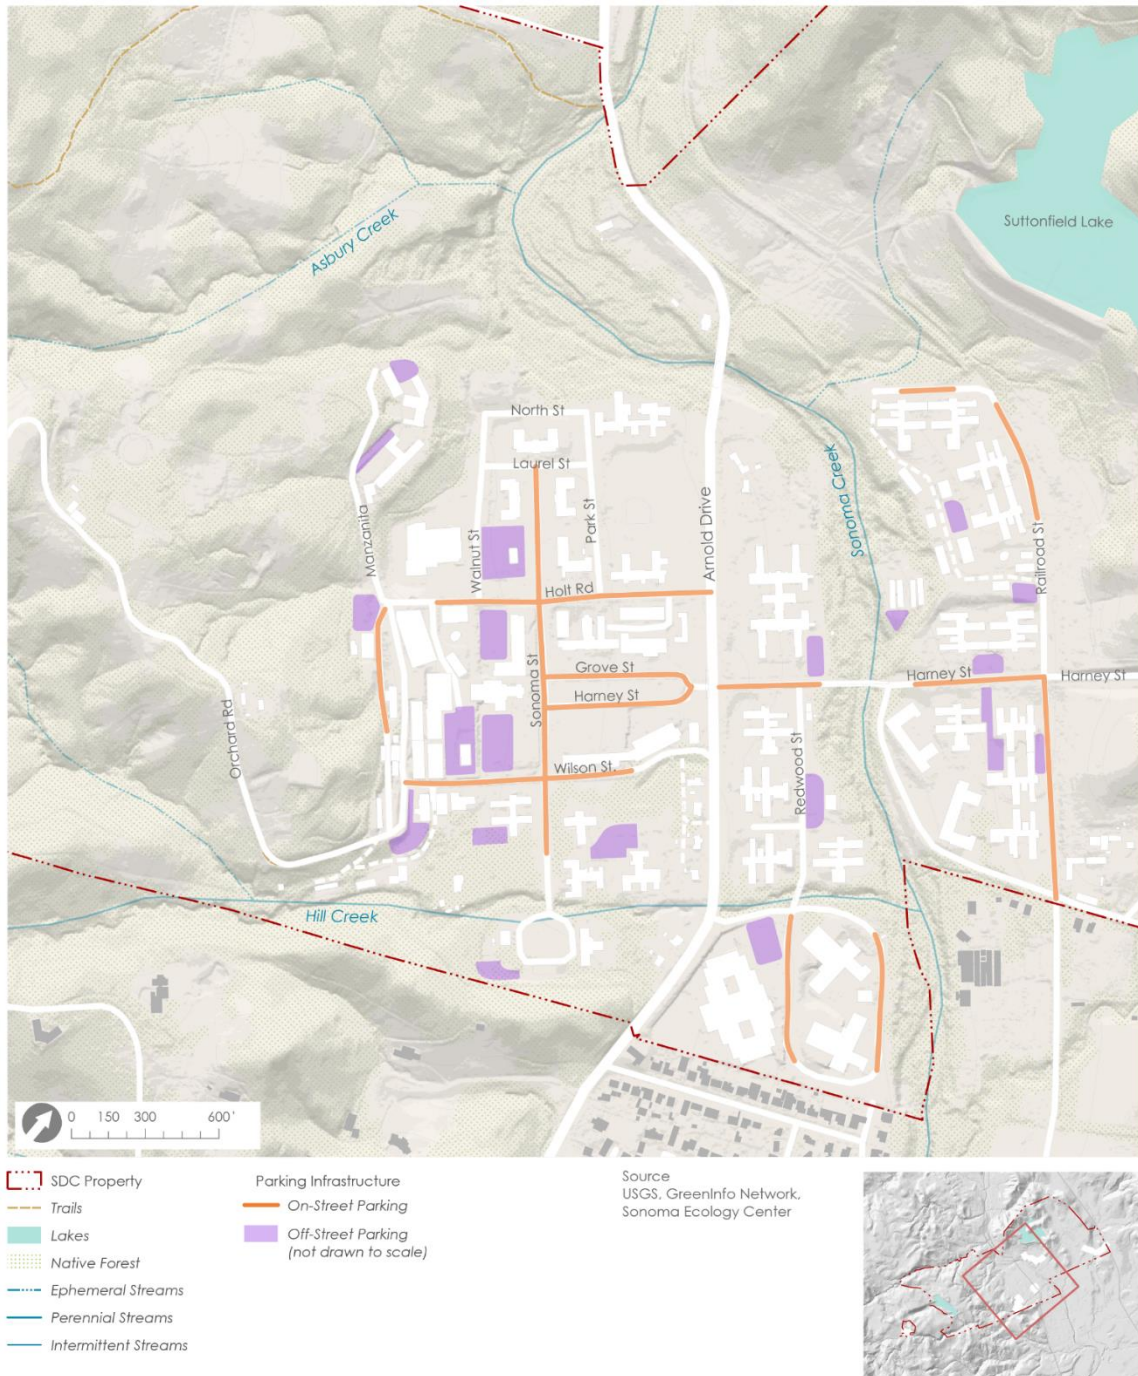 Suttonfield Lake
Asbury Creek
North St
Laurel St
Manzanita
Walnut St
Park St
Arnold Drive
Sonoma Creek
Railroad St
Holt Rd
Orchard Rd
Sonoma St
Grove St
Harney St
Harney St
Harney St
Wilson St.
Redwood St
Hill Creek
0 150 300 600'
SDC Property
Trails
Lakes
Native Forest
Ephemeral Streams
Perennial Streams
Intermittent Streams
Parking Infrastructure
On-Street Parking
Off-Street Parking
(not drawn to scale)
Source
USGS, GreenInfo Network,
Sonoma Ecology Center